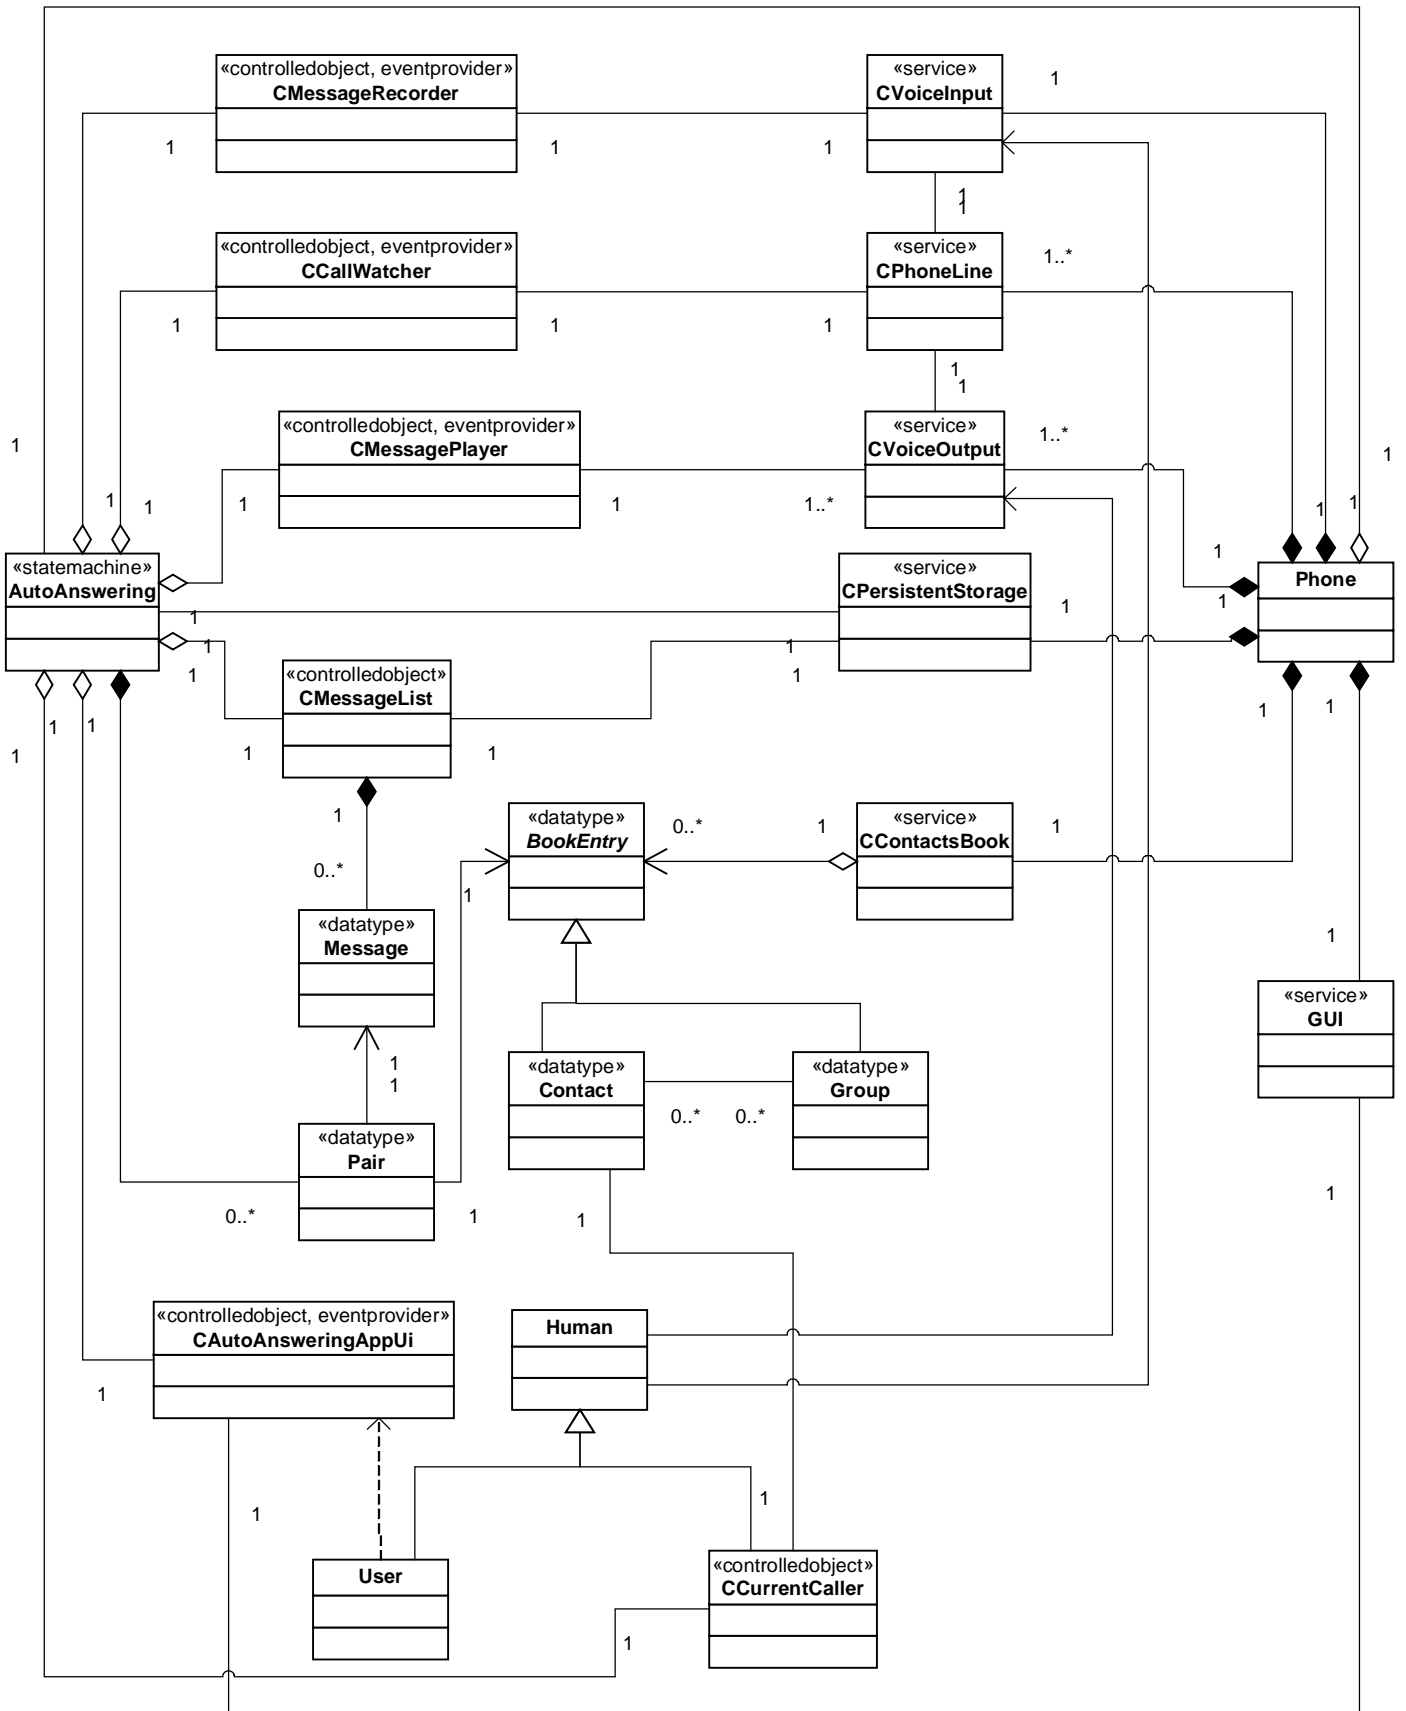 «controlledobject, eventprovider»
CMessageRecorder
«service»
CVoiceInput
1
1
1
1
1
1
«controlledobject, eventprovider»
CCallWatcher
«service»
CPhoneLine
1..*
1
1
1
1
1
«controlledobject, eventprovider»
CMessagePlayer
«service»
CVoiceOutput
1..*
1
1
1
1
1
1
1..*
1
1
«statemachine»
AutoAnswering
«service»
CPersistentStorage
1
Phone
1
1
1
1
1
1
1
«controlledobject»
CMessageList
1
1
1
1
1
1
1
1
1
«datatype»
BookEntry
0..*
1
«service»
CContactsBook
1
0..*
1
«datatype»
Message
1
«service»
GUI
1
1
«datatype»
Contact
«datatype»
Group
0..*
0..*
«datatype»
Pair
0..*
1
1
1
«controlledobject, eventprovider»
CAutoAnsweringAppUi
Human
1
1
1
User
«controlledobject»
CCurrentCaller
1